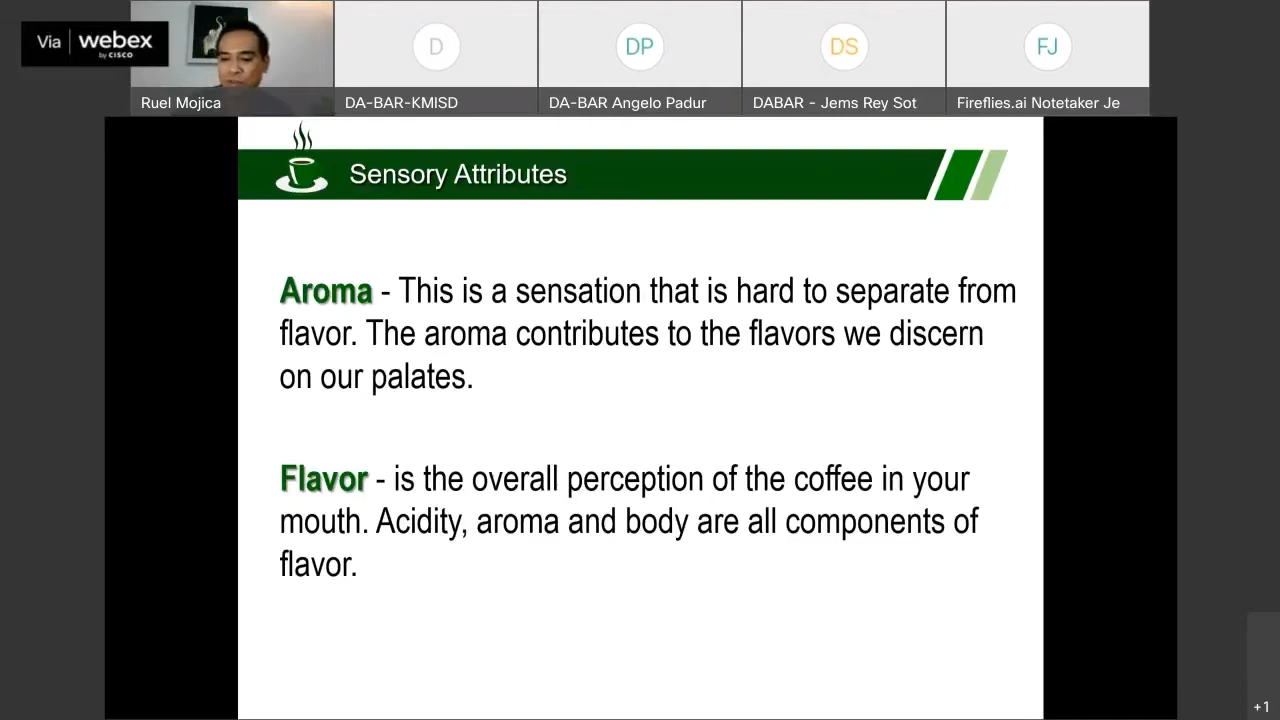 Via webex
by CISCO
Ruel Mojica
D
DA-BAR-KMISD
DP
DA-BAR Angelo Padur
DS
DABAR - Jems Rey Sot
FJ
Fireflies.ai Notetaker Je
Sensory Attributes
Aroma - This is a sensation that is hard to separate from
flavor. The aroma contributes to the flavors we discern
on our palates.
Flavor - is the overall perception of the coffee in your
mouth. Acidity, aroma and body are all components of
flavor.
+1